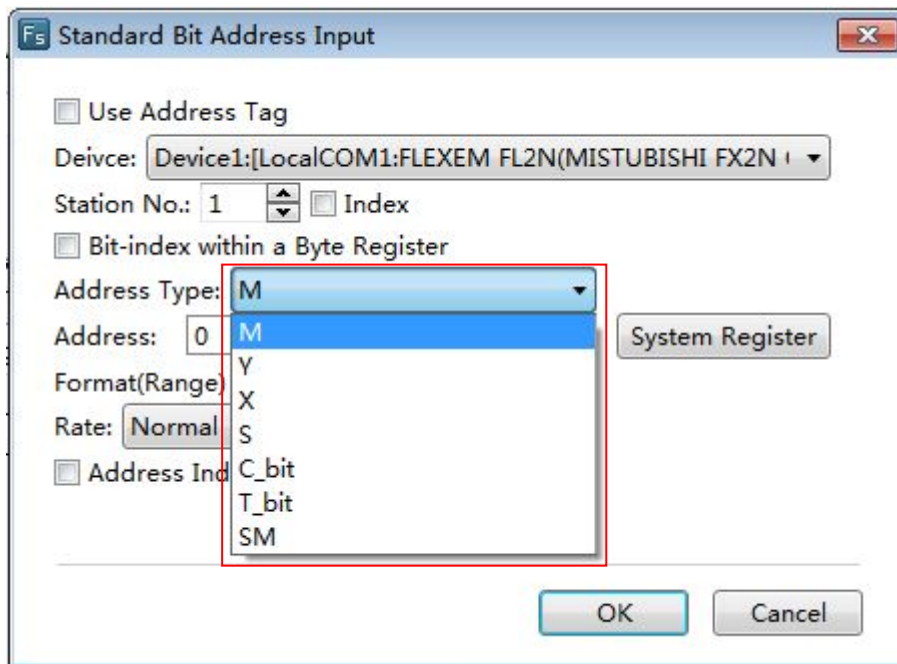 Fs Standard Bit Address Input
Use Address Tag
Deivce: Device1:[LocalCOM1:FLEXEM FL2N(MISTUBISHI FX2N
Station No.: 1 Index
Bit-index within a Byte Register
Address Type: M
Address: 0 M System Register
Y
Format(Range)
X
Rate: Normal S
Address Ind C_bit
T_bit
SM
OK Cancel